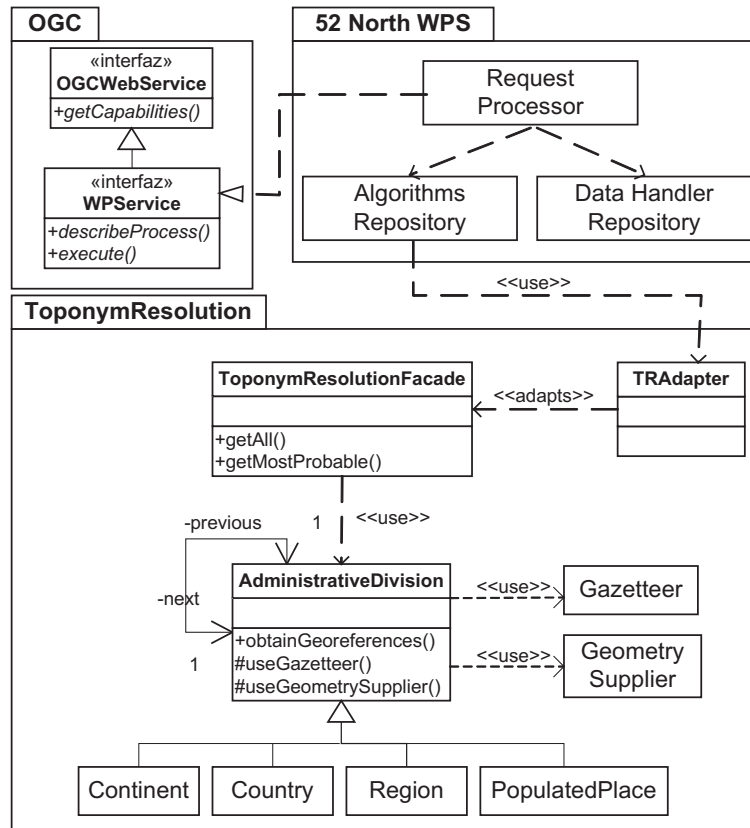 OGC
«interfaz»
OGCWebService
+getCapabilities()
«interfaz»
WPService
+describeProcess()
+execute()
52 North WPS
Request
Processor
Algorithms
Repository
Data Handler
Repository
<<use>>
ToponymResolution
ToponymResolutionFacade
+getAll()
+getMostProbable()
<<adapts>>
TRAdapter
1
<<use>>
-previous
-next
1
AdministrativeDivision
+obtainGeoreferences()
#useGazetteer()
#useGeometrySupplier()
<<use>>
Gazetteer
<<use>>
Geometry
Supplier
Continent
Country
Region
PopulatedPlace